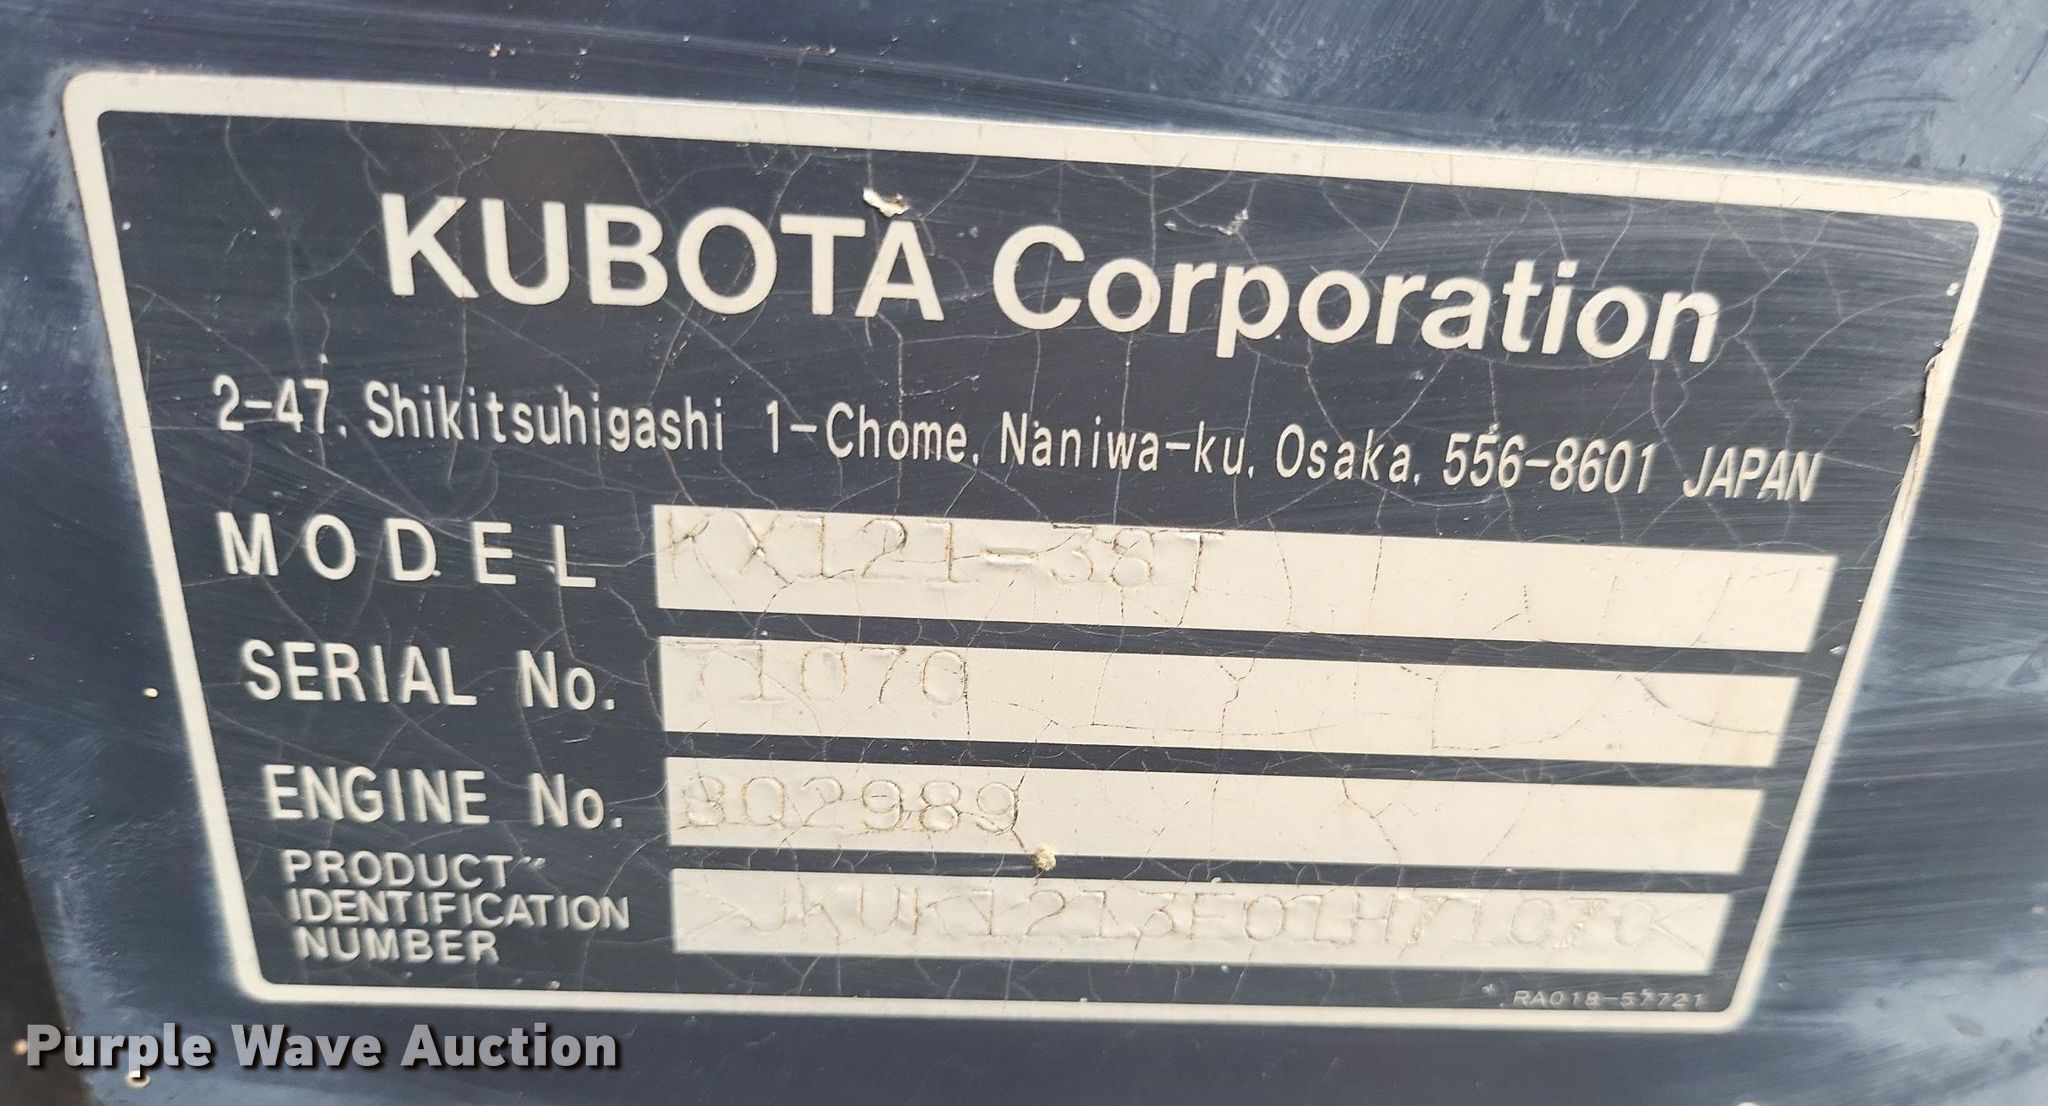 KUBOTA Corporation
2-47, Shikitsuhigashi 1-Chome, Naniwa-ku, Osaka, 556-8601 JAPAN
MODEL KX121-3ST
SERIAL No. 71070
ENGINE No. 8Q2989
PRODUCT
IDENTIFICATION
NUMBER
JKUK1213E01H71070
RA018-57721
Purple Wave Auction